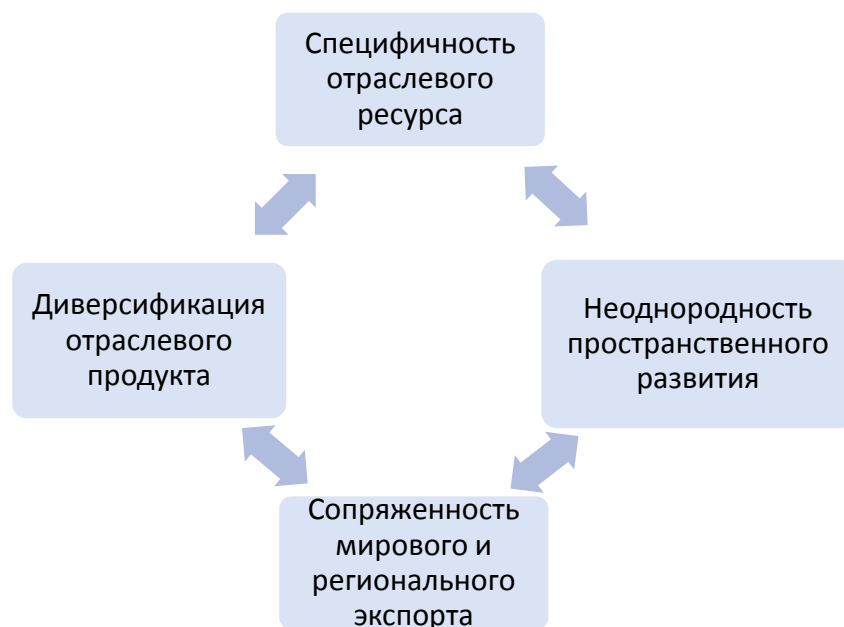 Специфичность
отраслевого
ресурса
Диверсификация
отраслевого
продукта
Неоднородность
пространственного
развития
Сопряженность
мирового и
регионального
экспорта